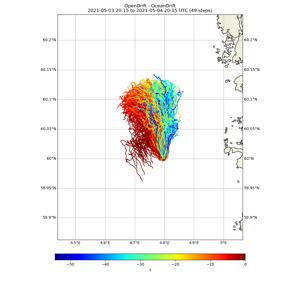 OpenDrift - OceanDrift
2021-05-03 20:15 to 2021-05-04 20:15 UTC (49 steps)
60.2°N 60.2°N
60.15°N 60.15°N
60.1°N 60.1°N
60.05°N 60.05°N
60°N 60°N
59.95°N 59.95°N
59.9°N 59.9°N
4.5°E 4.6°E 4.7°E 4.8°E 4.9°E 5°E
−50 −40 −30 −20 −10 0
z